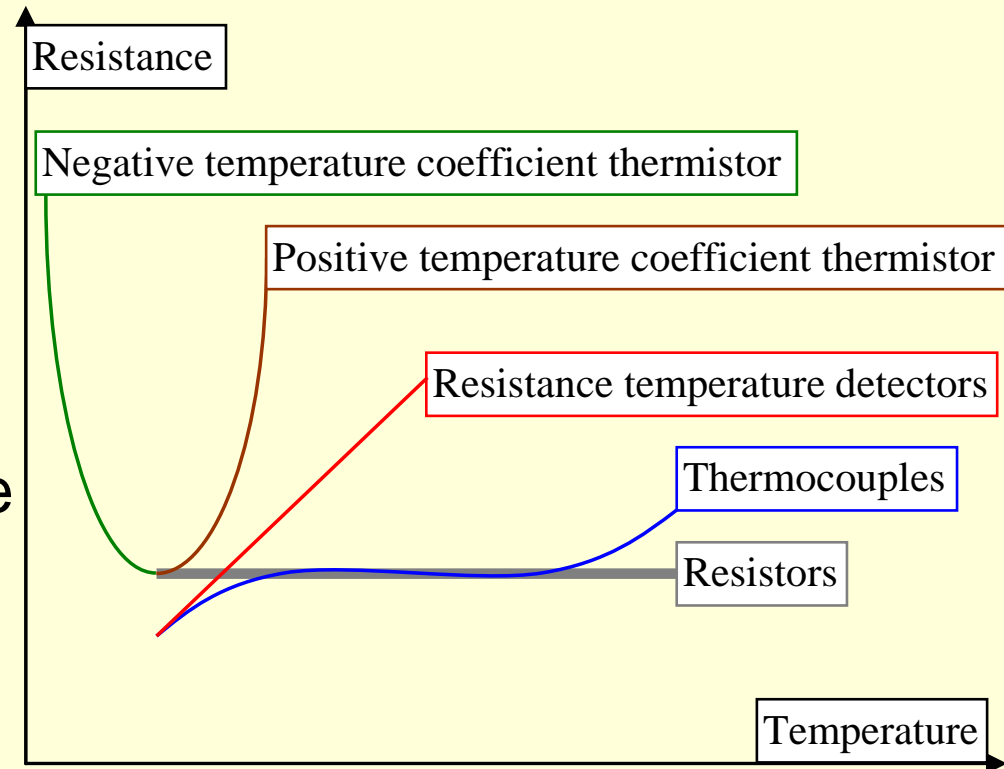 Resistance
Negative temperature coefficient thermistor
Positive temperature coefficient thermistor
Resistance temperature detectors
Thermocouples
e
Resistors
Temperature